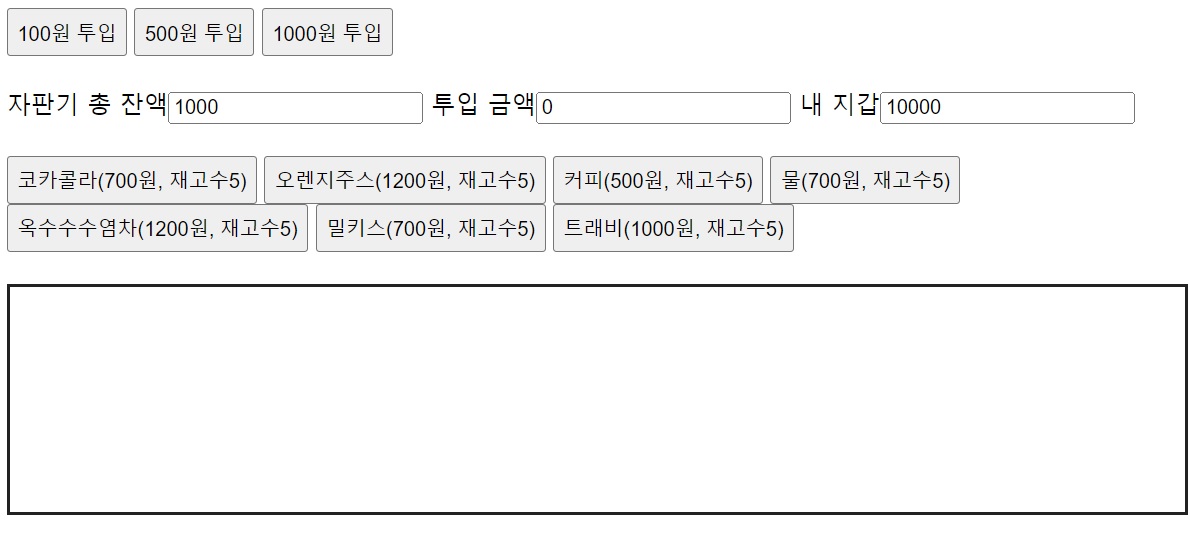 100원 투입 500원 투입 1000원 투입
자판기 총 잔액 1000 투입 금액 0 내 지갑 10000
코카콜라(700원, 재고수5) 오렌지주스(1200원, 재고수5) 커피(500원, 재고수5) 물(700원, 재고수5)
옥수수수염차(1200원, 재고수5) 밀키스(700원, 재고수5) 트래비(1000원, 재고수5)